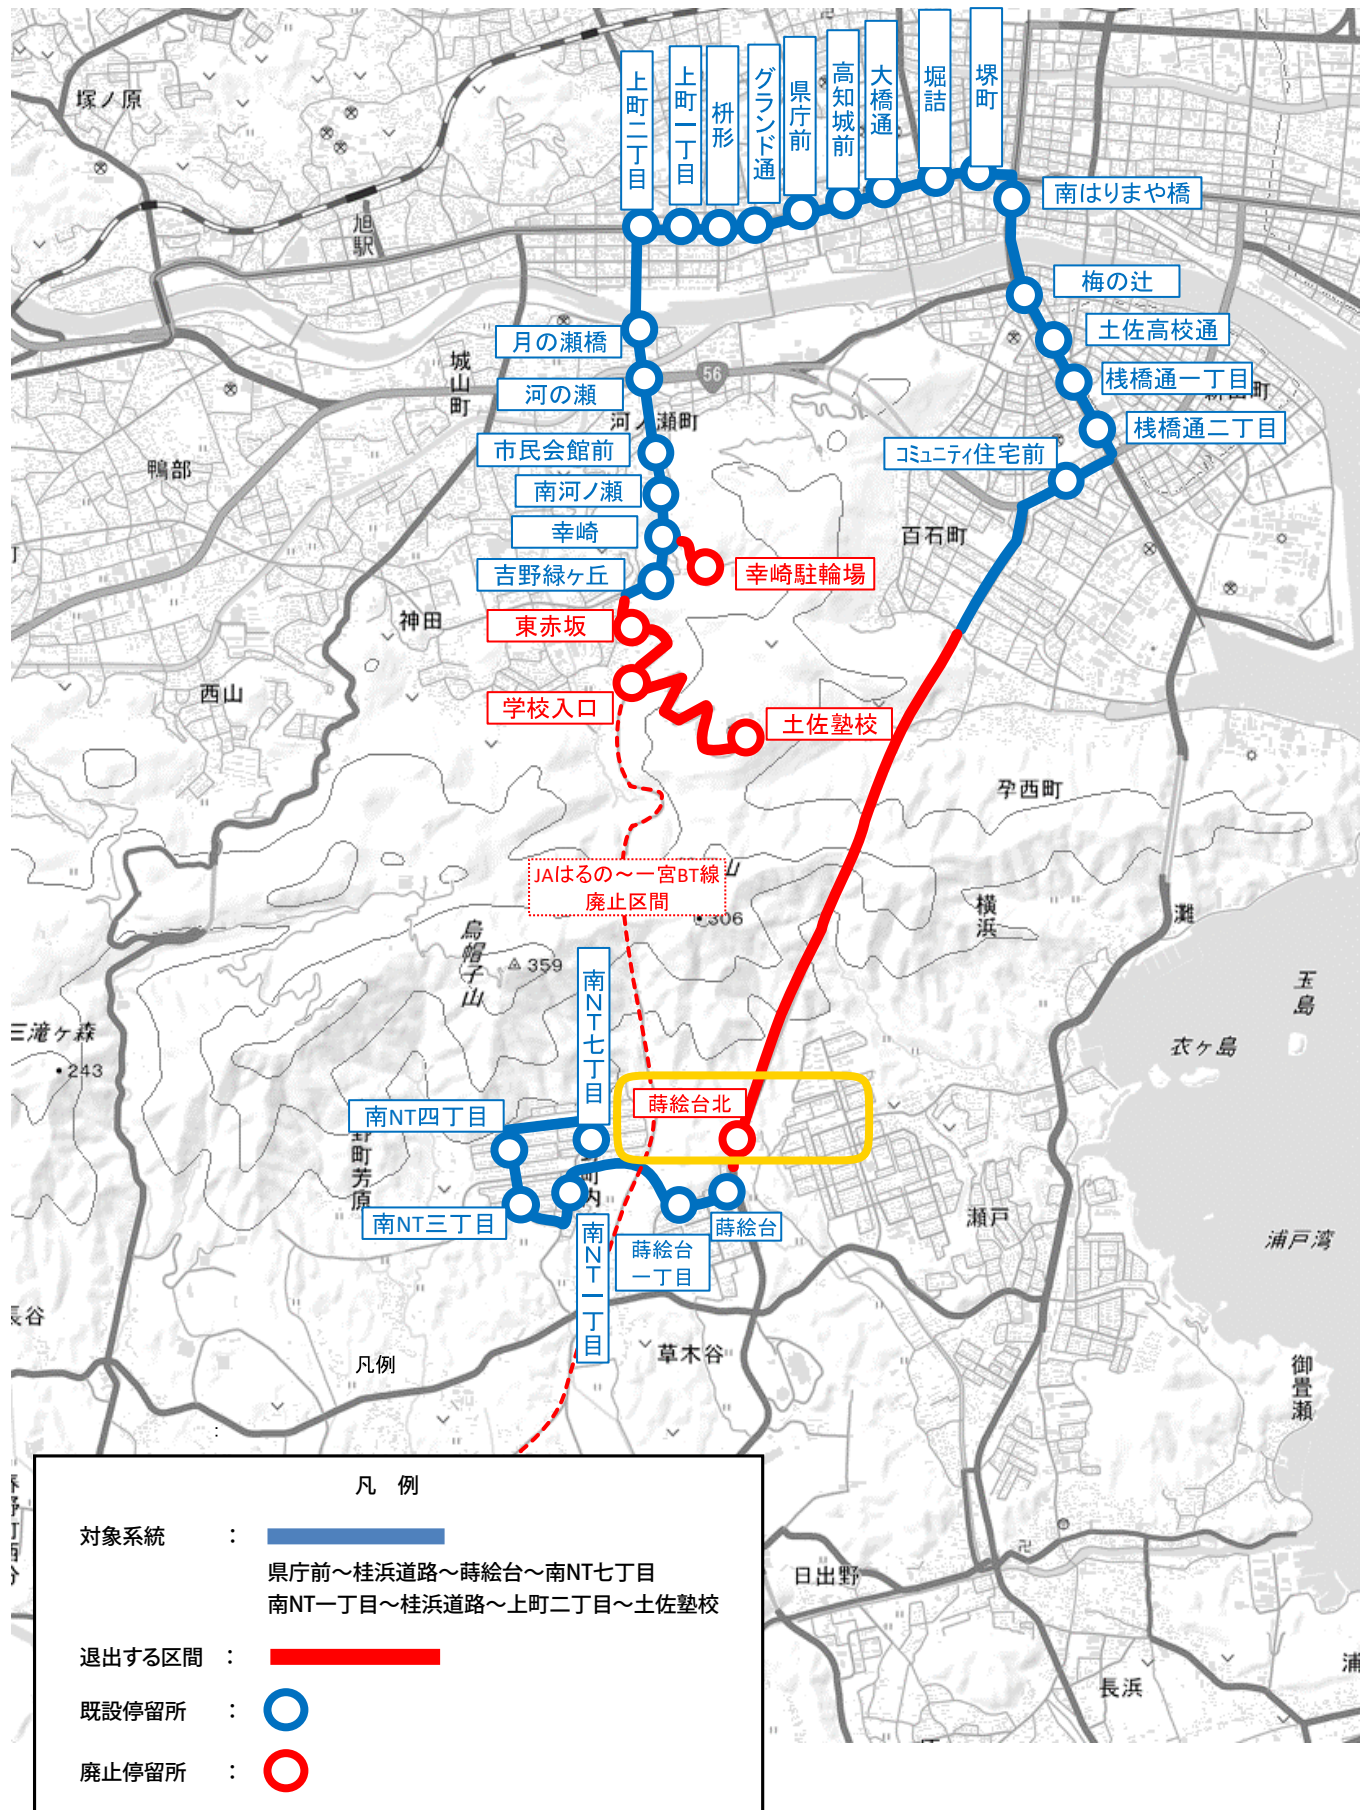 上町二丁目
上町一丁目
枡形
グランド通
県庁前
高知城前
大橋通
堀詰
堺町
塚ノ原
旭駅
南はりまや橋
梅の辻
月の瀬橋
土佐高校通
城山町
56
河の瀬
桟橋通一丁目
河ノ瀬町
桟橋通二丁目
市民会館前
コミュニティ住宅前
鴨部
南河ノ瀬
幸崎
百石町
吉野緑ヶ丘
幸崎駐輪場
神田
東赤坂
西山
学校入口
土佐塾校
孕西町
JAはるの～一宮BT線
廃止区間
306
横浜
灘
烏帽子山
359
南NT七丁目
玉島
三滝ヶ森
243
衣ヶ島
蒔絵台北
南NT四丁目
野町芳原
南NT三丁目
町内
蒔絵台
瀬戸
南NT一丁目
蒔絵台
一丁目
浦戸湾
長谷
凡例
草木谷
御畳瀬
:
凡 例
対象系統 ：
県庁前～桂浜道路～蒔絵台～南NT七丁目
南NT一丁目～桂浜道路～上町二丁目～土佐塾校
日出野
退出する区間 ：
長浜
浦
既設停留所 ：
廃止停留所 ：